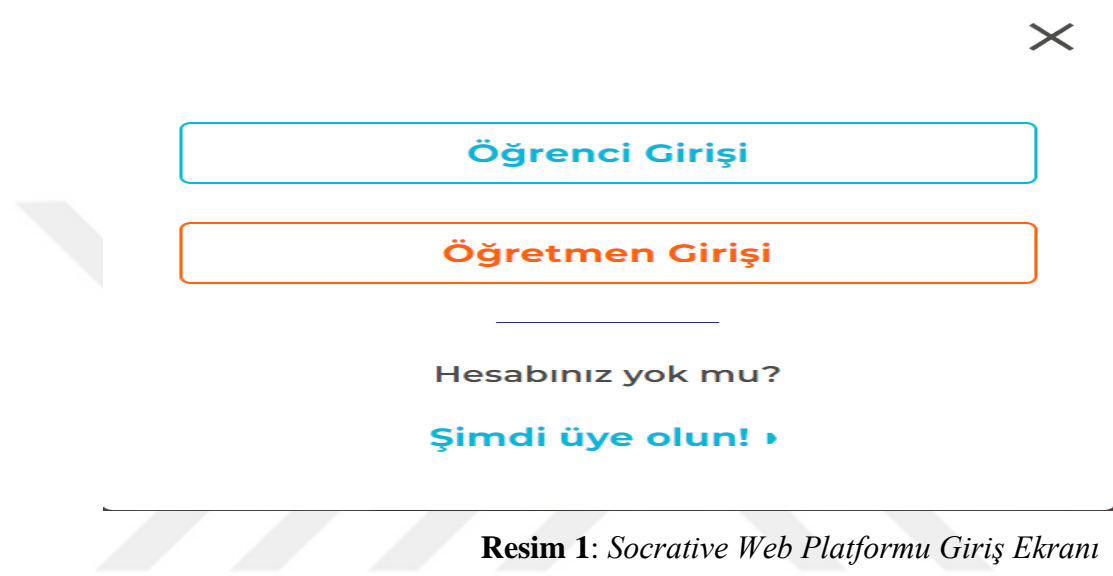 Öğrenci Girişi
Öğretmen Girişi
Hesabınız yok mu?
Şimdi üye olun!
Resim 1: Socrative Web Platformu Giriş Ekranı